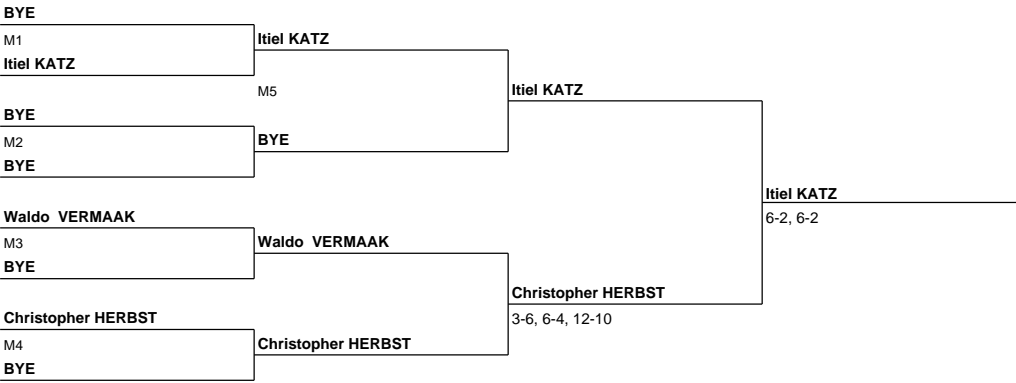 BYE
M1
Itiel KATZ
Itiel KATZ
M5
Itiel KATZ
BYE
M2
BYE
BYE
Itiel KATZ
6-2, 6-2
Waldo  VERMAAK
M3
BYE
Waldo  VERMAAK
Christopher HERBST
3-6, 6-4, 12-10
Christopher HERBST
M4
BYE
Christopher HERBST